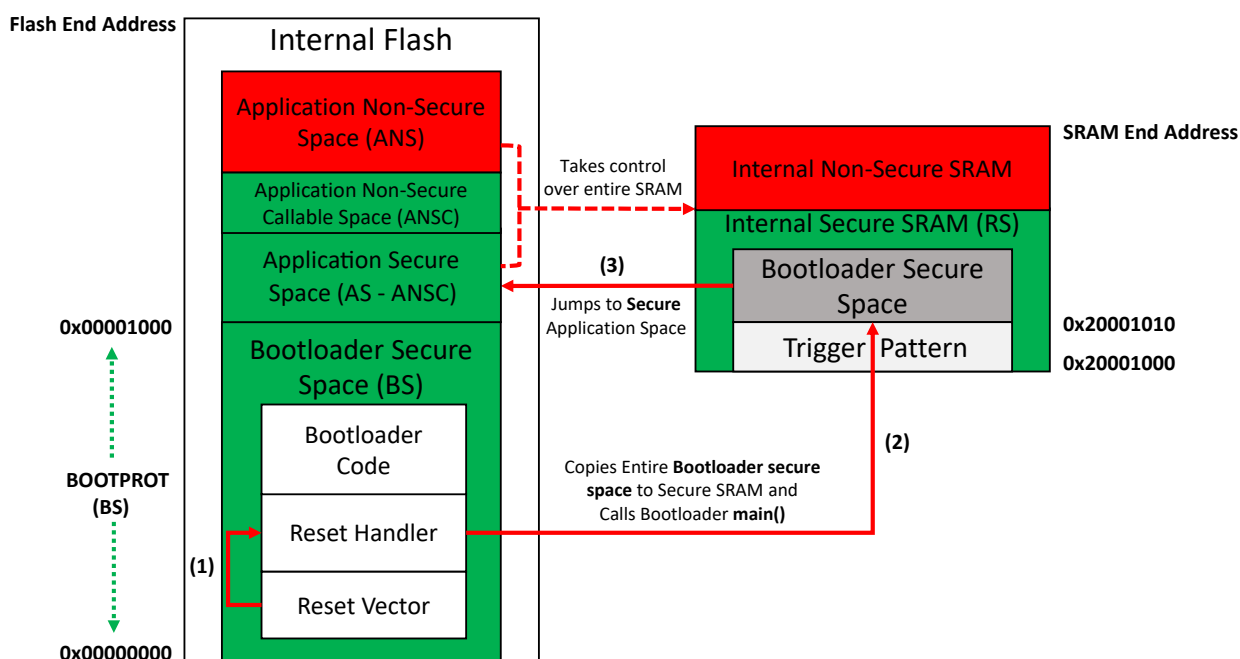 Flash End Address
Internal Flash
Application Non-Secure
Space (ANS)
Application Non-Secure
Callable Space (ANSC)
Application Secure
Space (AS - ANSC)
0x00001000
Bootloader Secure
Space (BS)
Bootloader
Code
BOOTPROT
(BS)
Reset Handler
(1)
Reset Vector
0x00000000
Takes control
over entire SRAM
(3)
Jumps to Secure
Application Space
Copies Entire Bootloader secure
space to Secure SRAM and
Calls Bootloader main()
(2)
SRAM End Address
Internal Non-Secure SRAM
Internal Secure SRAM (RS)
Bootloader Secure
Space
Trigger Pattern
0x20001010
0x20001000